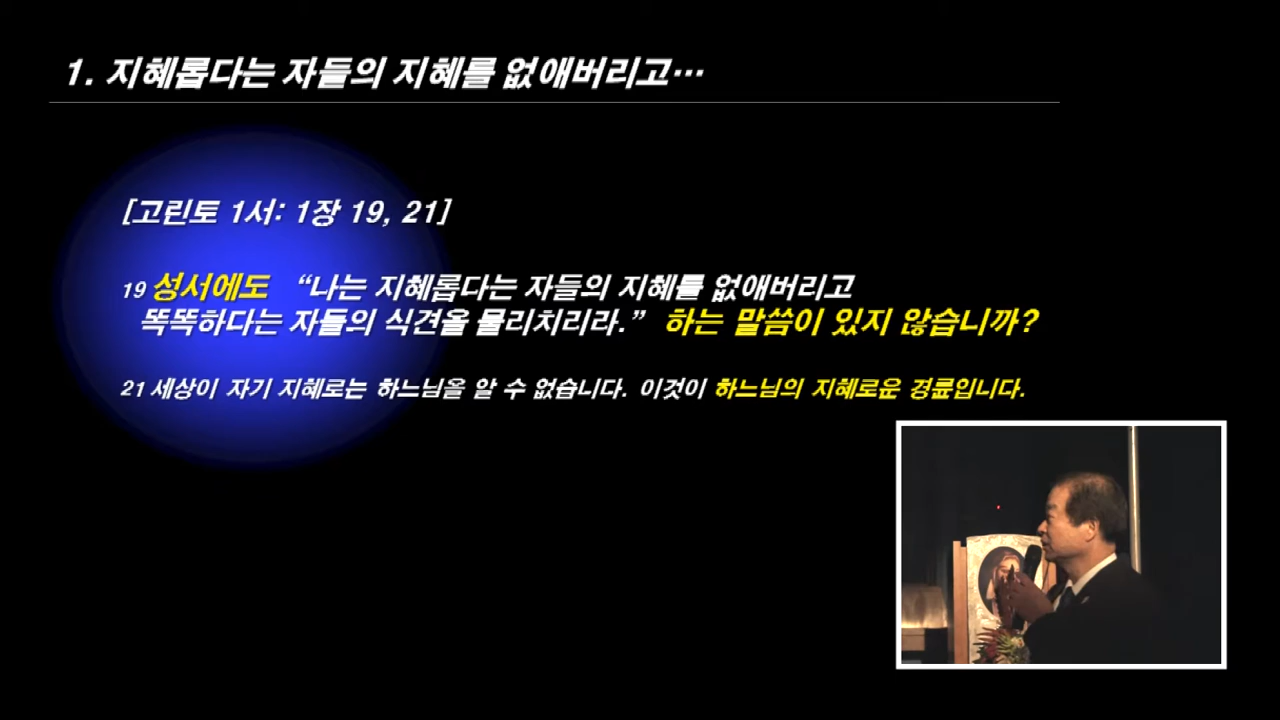 1. 지혜롭다는 자들의 지혜를 없애버리고…
[고린토 1서: 1장 19, 21]
19 성서에도 “나는 지혜롭다는 자들의 지혜를 없애버리고
똑똑하다는 자들의 식견을 물리치리라.” 하는 말씀이 있지 않습니까?
21 세상이 자기 지혜로는 하느님을 알 수 없습니다. 이것이 하느님의 지혜로운 경륜입니다.